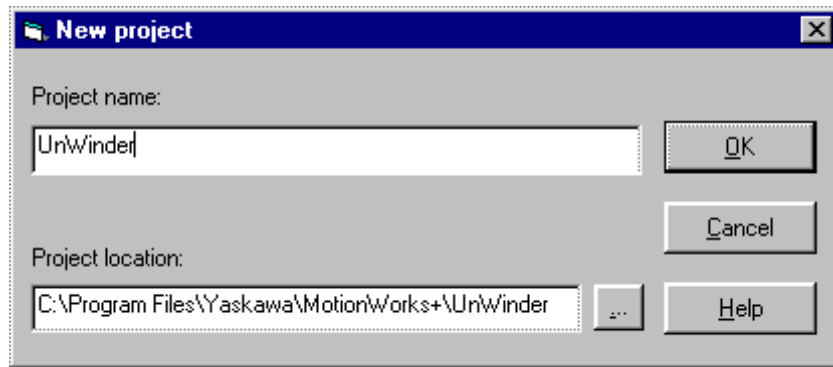 New project
Project name:
UnWinder
OK
Cancel
Project location:
C:\Program Files\Yaskawa\MotionWorks+\UnWinder
...
Help